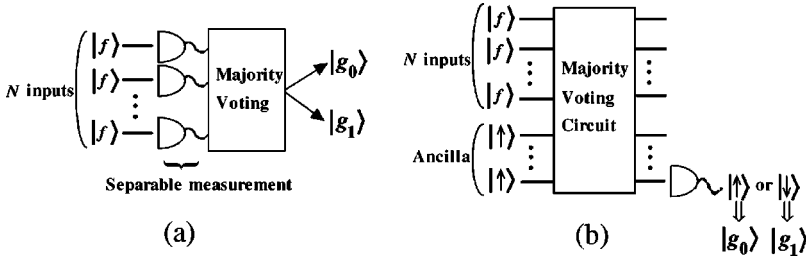 N inputs
|f⟩
|f⟩
⋮
|f⟩
Majority
Voting
|g₀⟩
|g₁⟩
Separable measurement
(a)
N inputs
|f⟩
|f⟩
⋮
|f⟩
Ancilla
|↑⟩
⋮
|↑⟩
Majority
Voting
Circuit
⋮
⋮
|↑⟩ or |↓⟩
|g₀⟩ |g₁⟩
(b)